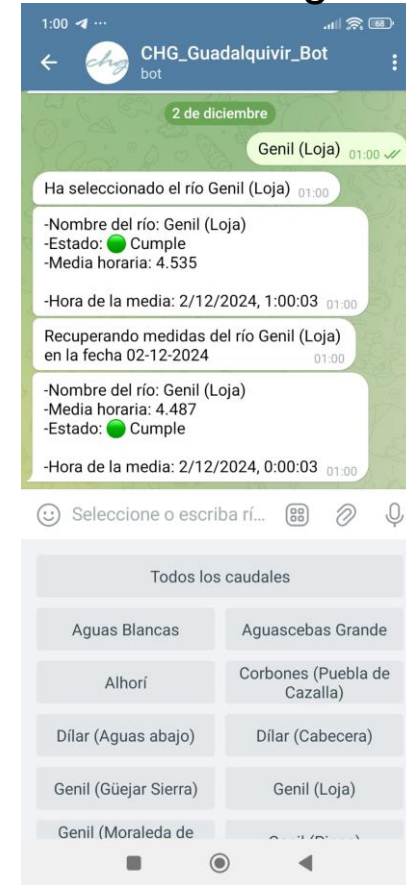 1:00
68
chg
CHG_Guadalquivir_Bot
bot
2 de diciembre
Genil (Loja) 01:00
Ha seleccionado el río Genil (Loja) 01:00
-Nombre del río: Genil (Loja)
-Estado: 🟢 Cumple
-Media horaria: 4.535
-Hora de la media: 2/12/2024, 1:00:03 01:00
Recuperando medidas del río Genil (Loja)
en la fecha 02-12-2024 01:00
-Nombre del río: Genil (Loja)
-Media horaria: 4.487
-Estado: 🟢 Cumple
-Hora de la media: 2/12/2024, 0:00:03 01:00
Seleccione o escriba rí...
Todos los caudales
Aguas Blancas
Aguascebas Grande
Alhorí
Corbones (Puebla de
Cazalla)
Dílar (Aguas abajo)
Dílar (Cabecera)
Genil (Güejar Sierra)
Genil (Loja)
Genil (Moraleda de